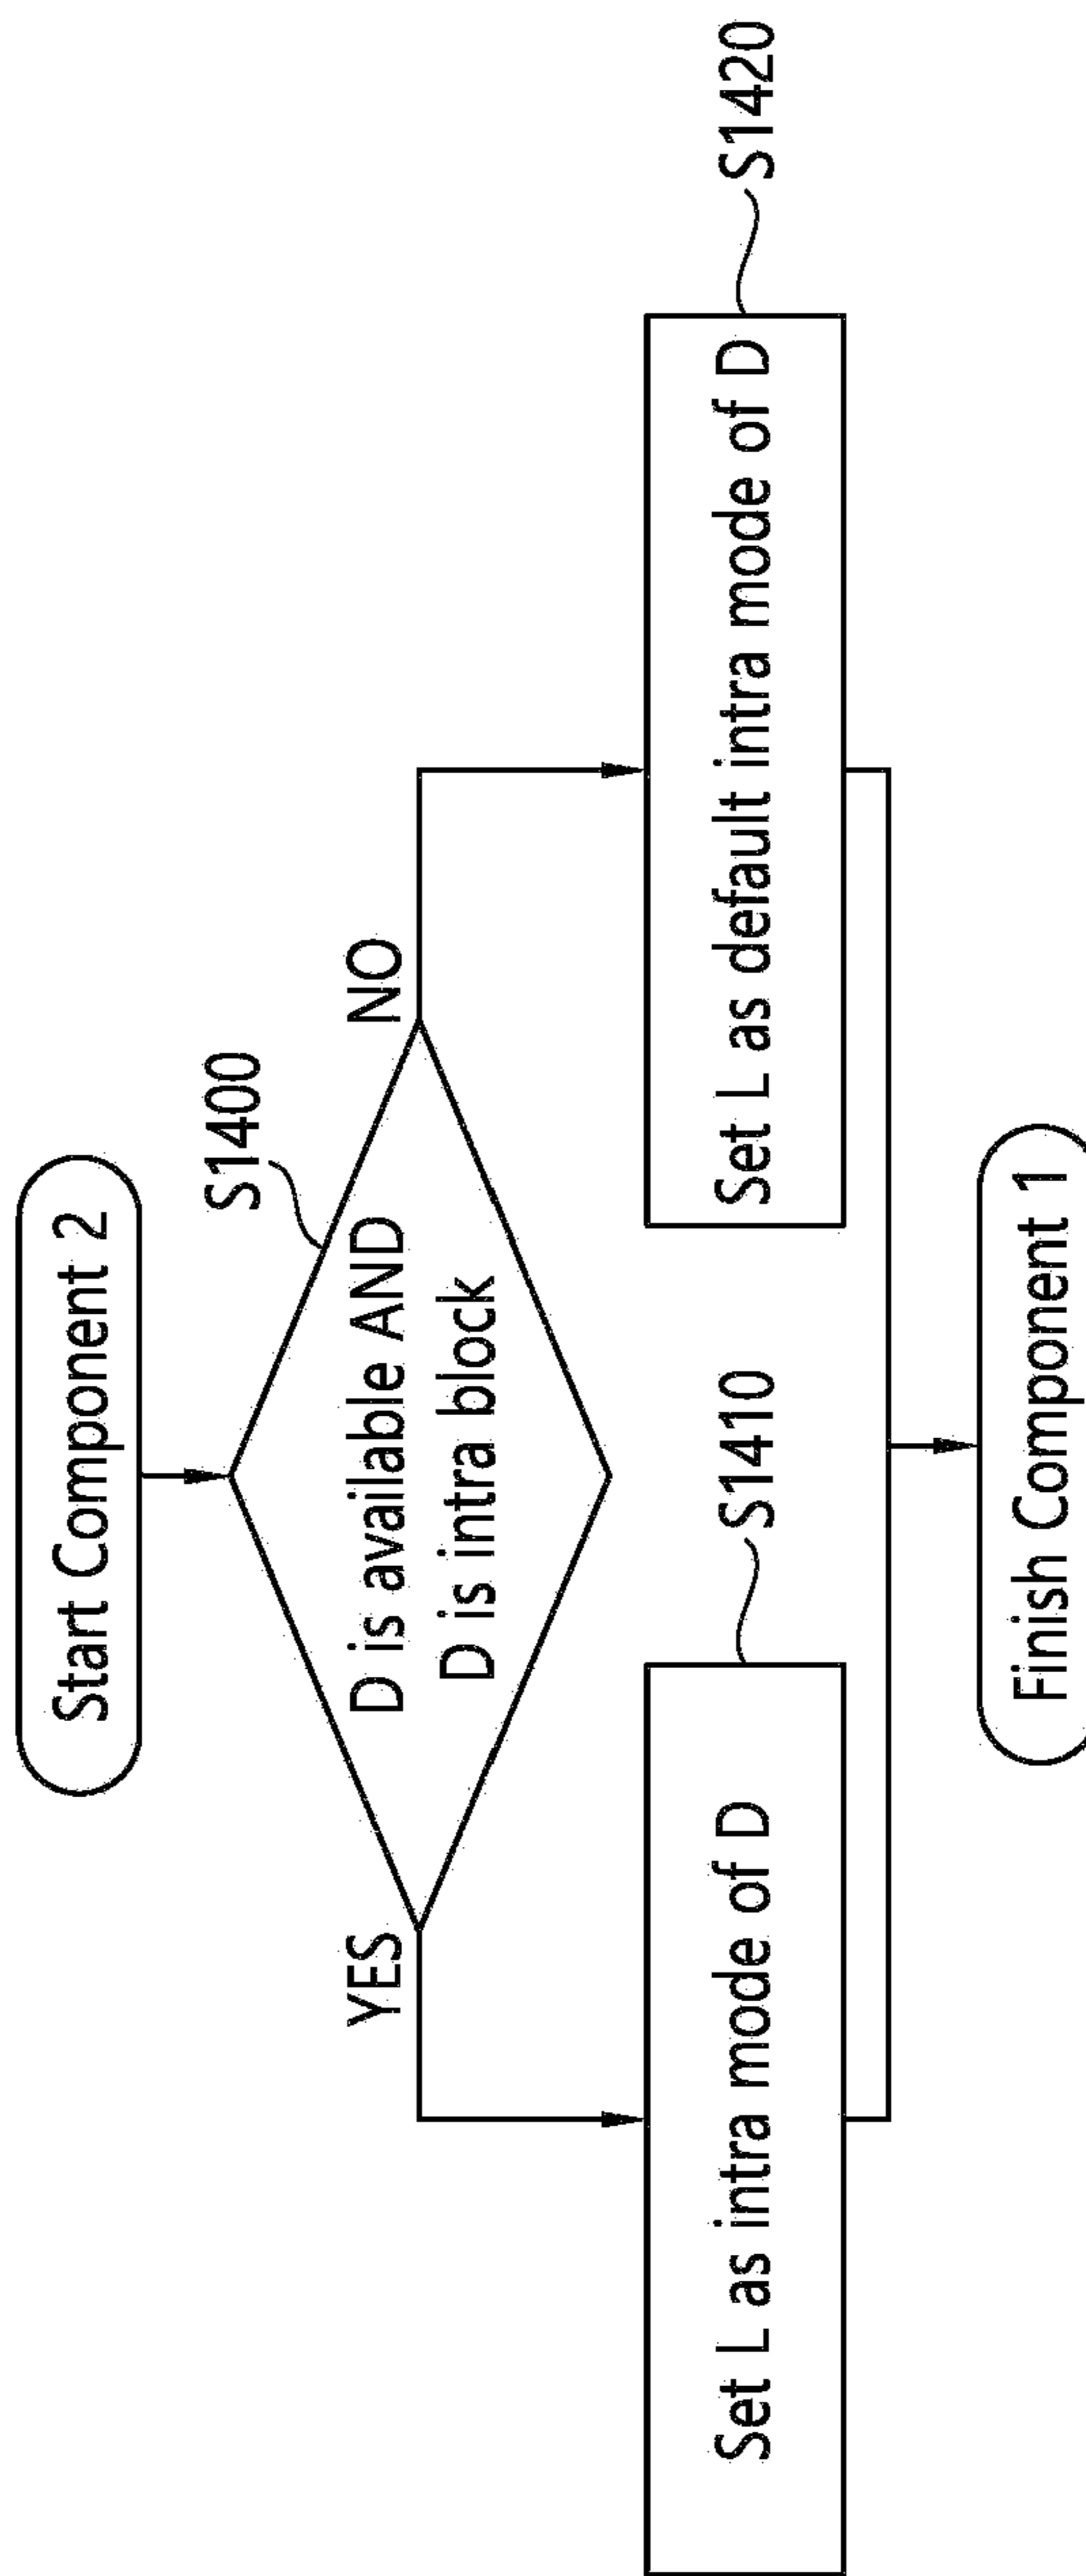 Start Component 2
S1400
D is available AND
D is intra block
YES
NO
S1410
Set L as intra mode of D
S1420
Set L as default intra mode of D
Finish Component 1